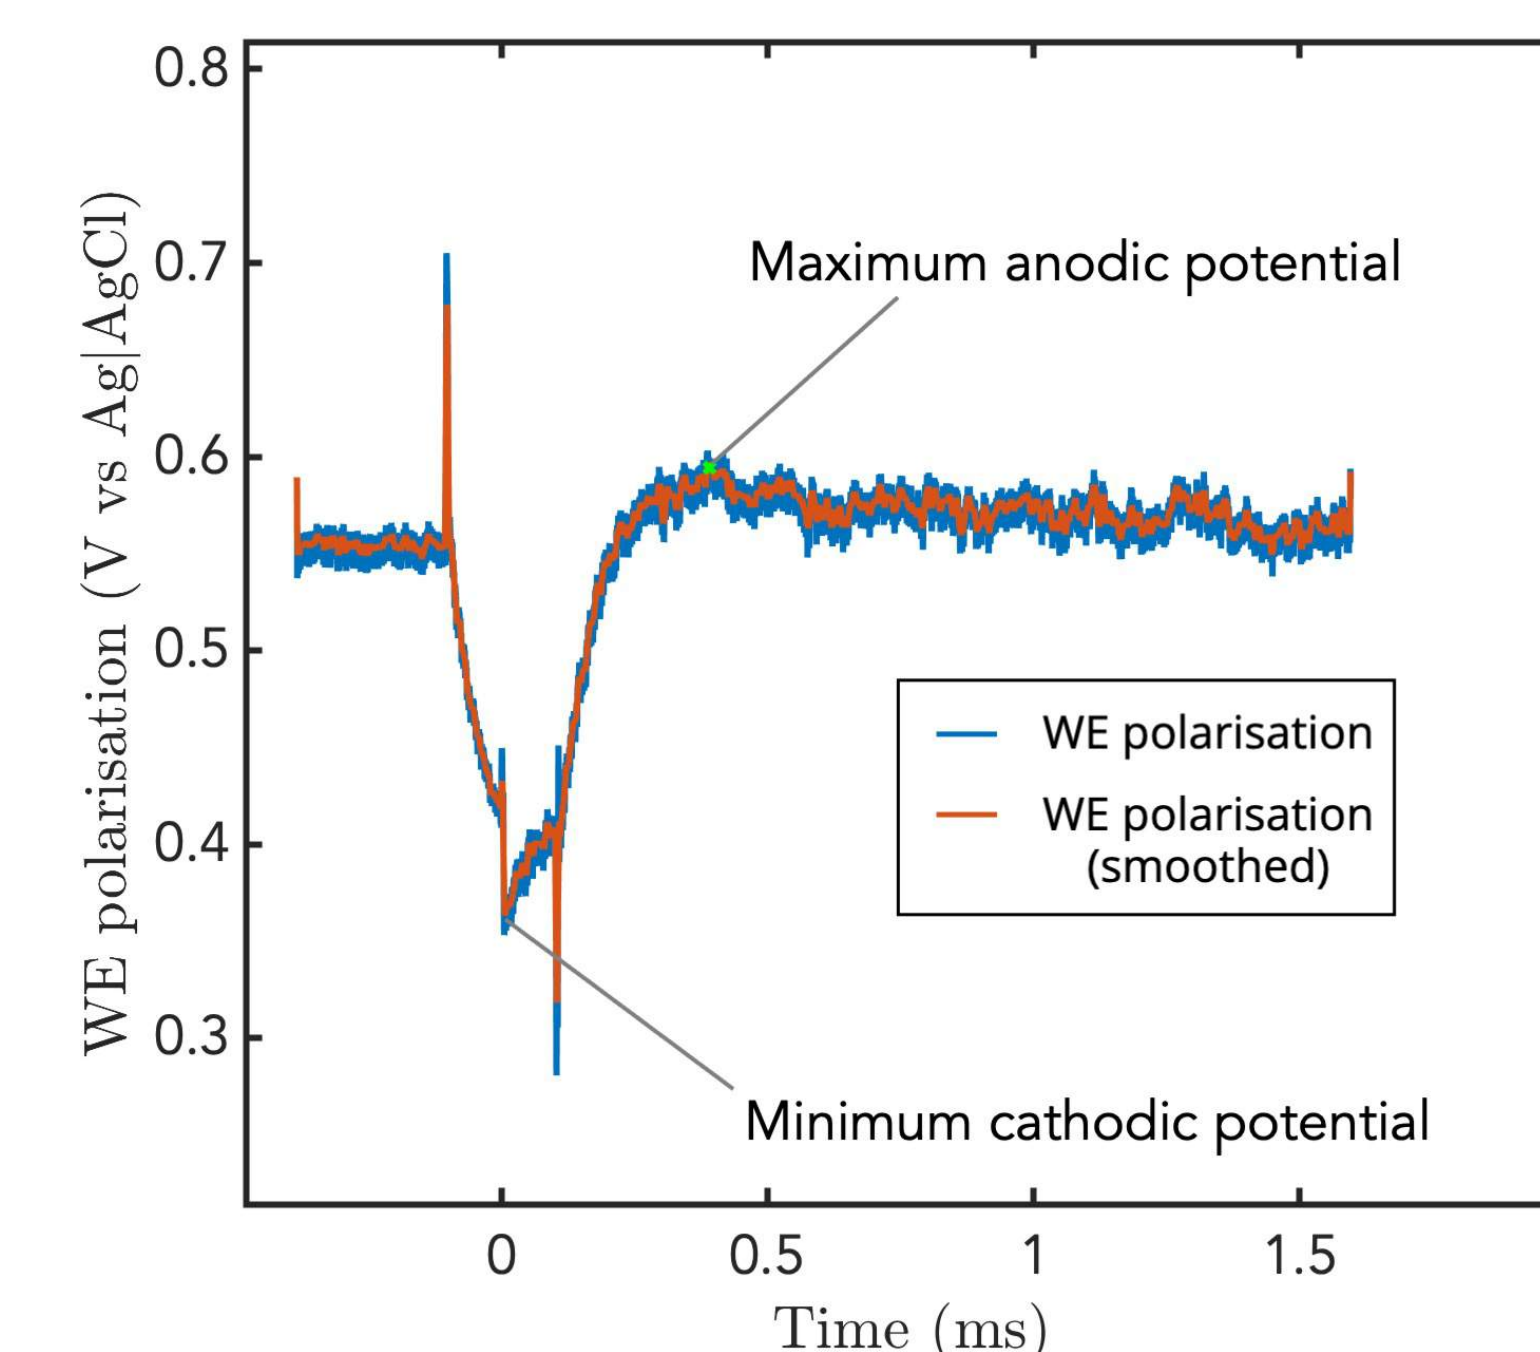 0.8
0.7
0.6
0.5
0.4
0.3
WE polarisation (V vs Ag|AgCl)
Maximum anodic potential
WE polarisation
WE polarisation
(smoothed)
Minimum cathodic potential
0 0.5 1 1.5
Time (ms)